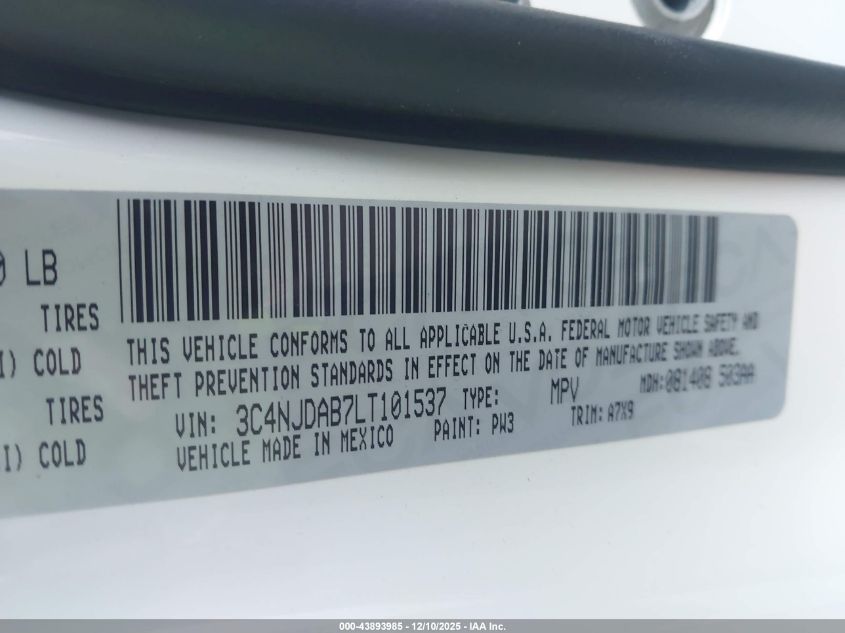 0 LB
TIRES
I) COLD
TIRES
I) COLD
THIS VEHICLE CONFORMS TO ALL APPLICABLE U.S.A. FEDERAL MOTOR VEHICLE SAFETY AND
THEFT PREVENTION STANDARDS IN EFFECT ON THE DATE OF MANUFACTURE SHOWN ABOVE.
VIN: 3C4NJDAB7LT101537 TYPE: MPV MDH:081408 503AA
VEHICLE MADE IN MEXICO PAINT: PW3 TRIM: A7X9
000-43893985 - 12/10/2025 - IAA Inc.